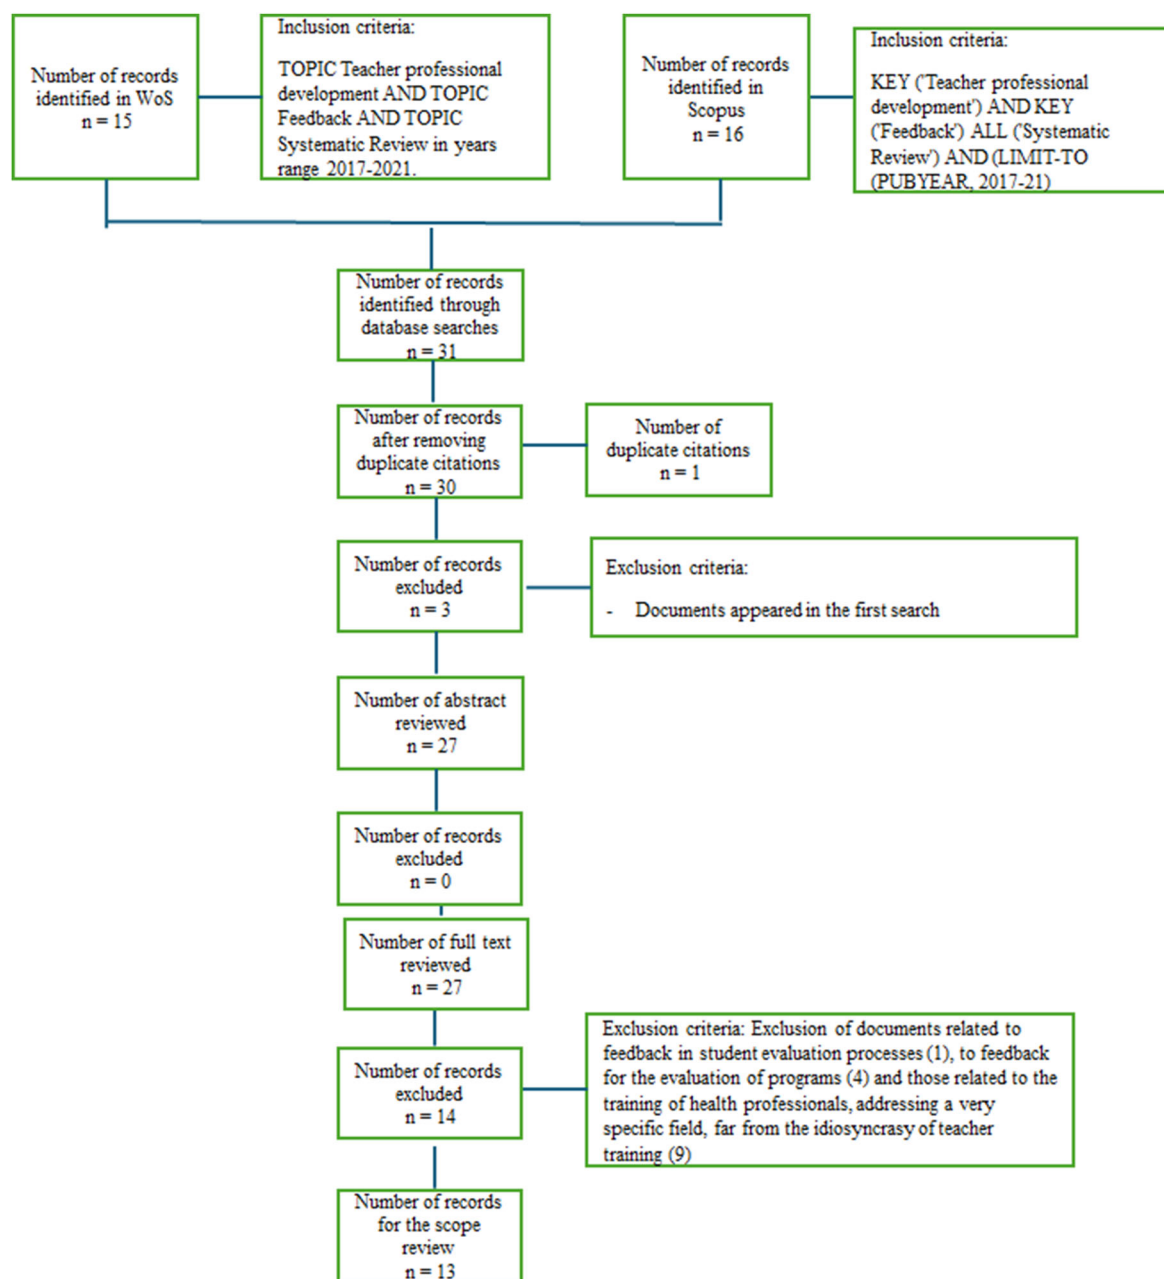 Number of records
identified in WoS
n = 15
Inclusion criteria:
TOPIC Teacher professional
development AND TOPIC
Feedback AND TOPIC
Systematic Review in years
range 2017-2021.
Number of records
identified in
Scopus
n = 16
Inclusion criteria:
KEY ('Teacher professional
development') AND KEY
('Feedback') ALL ('Systematic
Review') AND (LIMIT-TO
(PUBYEAR, 2017-21)
Number of records
identified through
database searches
n = 31
Number of records
after removing
duplicate citations
n = 30
Number of
duplicate citations
n = 1
Number of records
excluded
n = 3
Exclusion criteria:
- Documents appeared in the first search
Number of abstract
reviewed
n = 27
Number of records
excluded
n = 0
Number of full text
reviewed
n = 27
Number of records
excluded
n = 14
Exclusion criteria: Exclusion of documents related to
feedback in student evaluation processes (1), to feedback
for the evaluation of programs (4) and those related to the
training of health professionals, addressing a very
specific field, far from the idiosyncrasy of teacher
training (9)
Number of records
for the scope
review
n = 13